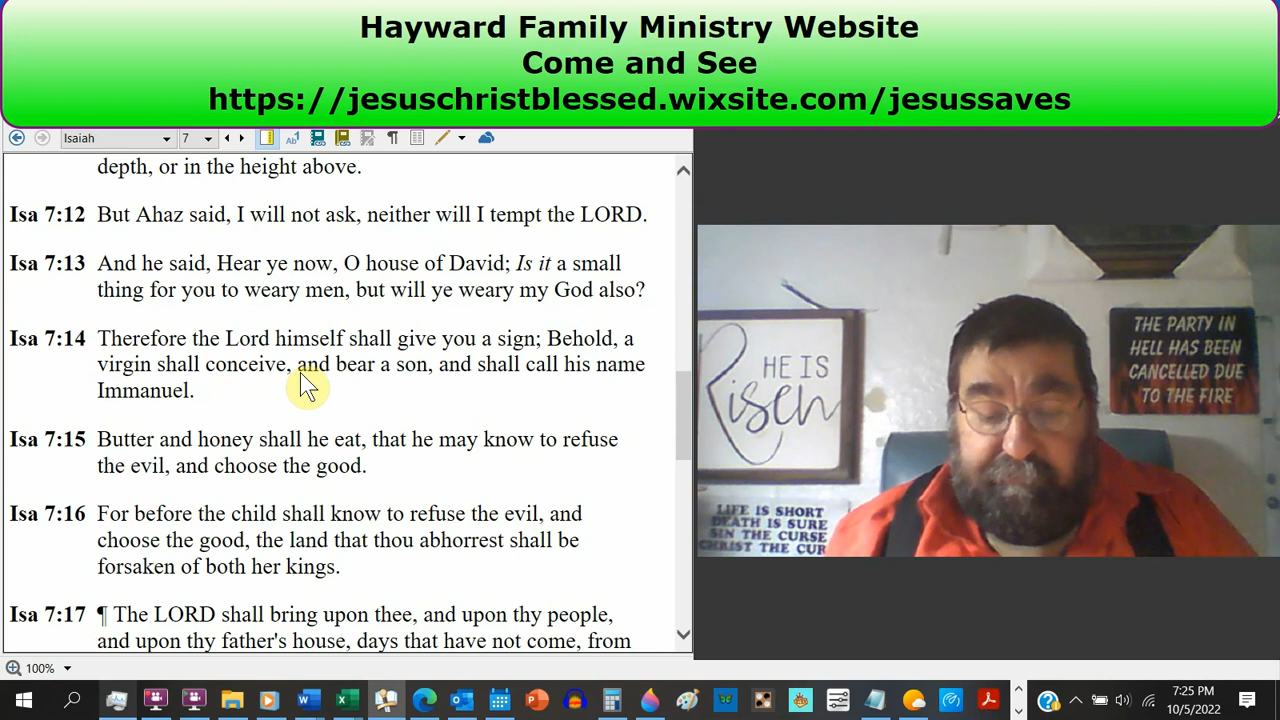 Hayward Family Ministry Website
Come and See
https://jesuschristblessed.wixsite.com/jesussaves
Isaiah
7
depth, or in the height above.
Isa 7:12 But Ahaz said, I will not ask, neither will I tempt the LORD.
Isa 7:13 And he said, Hear ye now, O house of David; Is it a small
thing for you to weary men, but will ye weary my God also?
Isa 7:14 Therefore the Lord himself shall give you a sign; Behold, a
virgin shall conceive, and bear a son, and shall call his name
Immanuel.
Isa 7:15 Butter and honey shall he eat, that he may know to refuse
the evil, and choose the good.
Isa 7:16 For before the child shall know to refuse the evil, and
choose the good, the land that thou abhorrest shall be
forsaken of both her kings.
Isa 7:17 ¶ The LORD shall bring upon thee, and upon thy people,
and upon thy father's house, days that have not come, from
HE IS
Risen
THE PARTY IN
HELL HAS BEEN
CANCELLED DUE
TO THE FIRE
LIFE IS SHORT
DEATH IS SURE
SIN THE CURSE
CHRIST THE CUR
100%
7:25 PM
10/5/2022